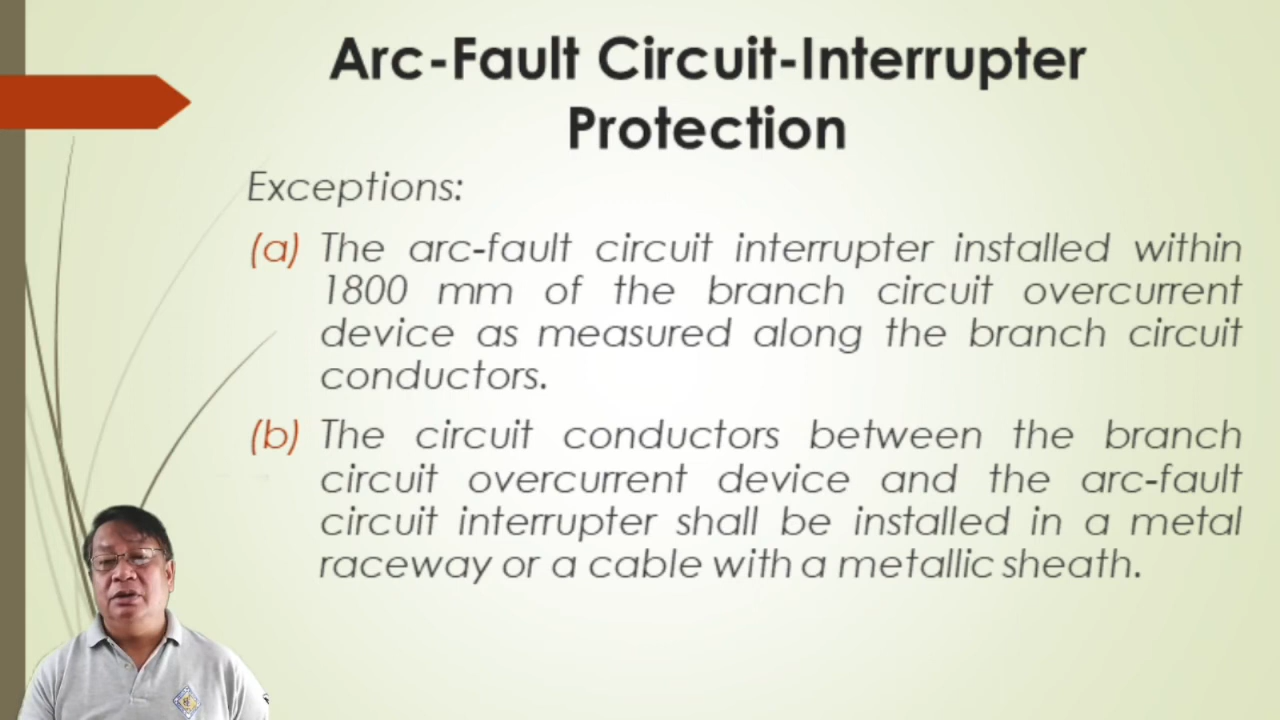 Arc-Fault Circuit-Interrupter
Protection
Exceptions:
(a) The arc-fault circuit interrupter installed within
1800 mm of the branch circuit overcurrent
device as measured along the branch circuit
conductors.
(b) The circuit conductors between the branch
circuit overcurrent device and the arc-fault
circuit interrupter shall be installed in a metal
raceway or a cable with a metallic sheath.